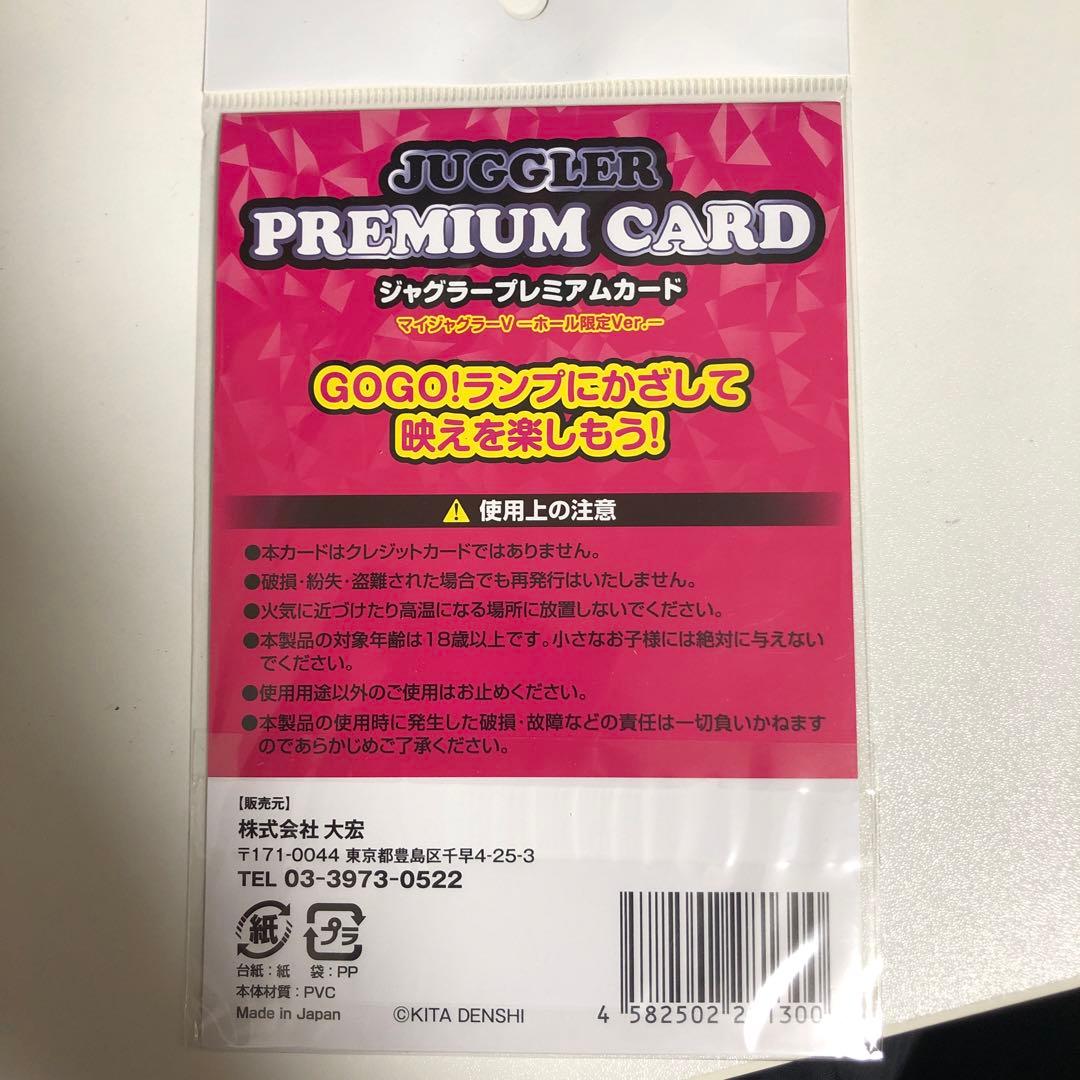 JUGGLER
PREMIUM CARD
ジャグラープレミアムカード
マイジャグラーV ーホール限定Ver.ー
GOGO!ランプにかざして
映えを楽しもう!
使用上の注意
●本カードはクレジットカードではありません。
●破損・紛失・盗難された場合でも再発行はいたしません。
●火気に近づけたり高温になる場所に放置しないでください。
●本製品の対象年齢は18歳以上です。小さなお子様には絶対に与えない
でください。
●使用用途以外のご使用はお止めください。
●本製品の使用時に発生した破損・故障などの責任は一切負いかねます
のであらかじめご了承ください。
【販売元】
株式会社 大宏
〒171-0044 東京都豊島区千早4-25-3
TEL 03-3973-0522
紙 プラ
台紙:紙 袋:PP
本体材質:PVC
Made in Japan
©KITA DENSHI
4 582502 2 1300